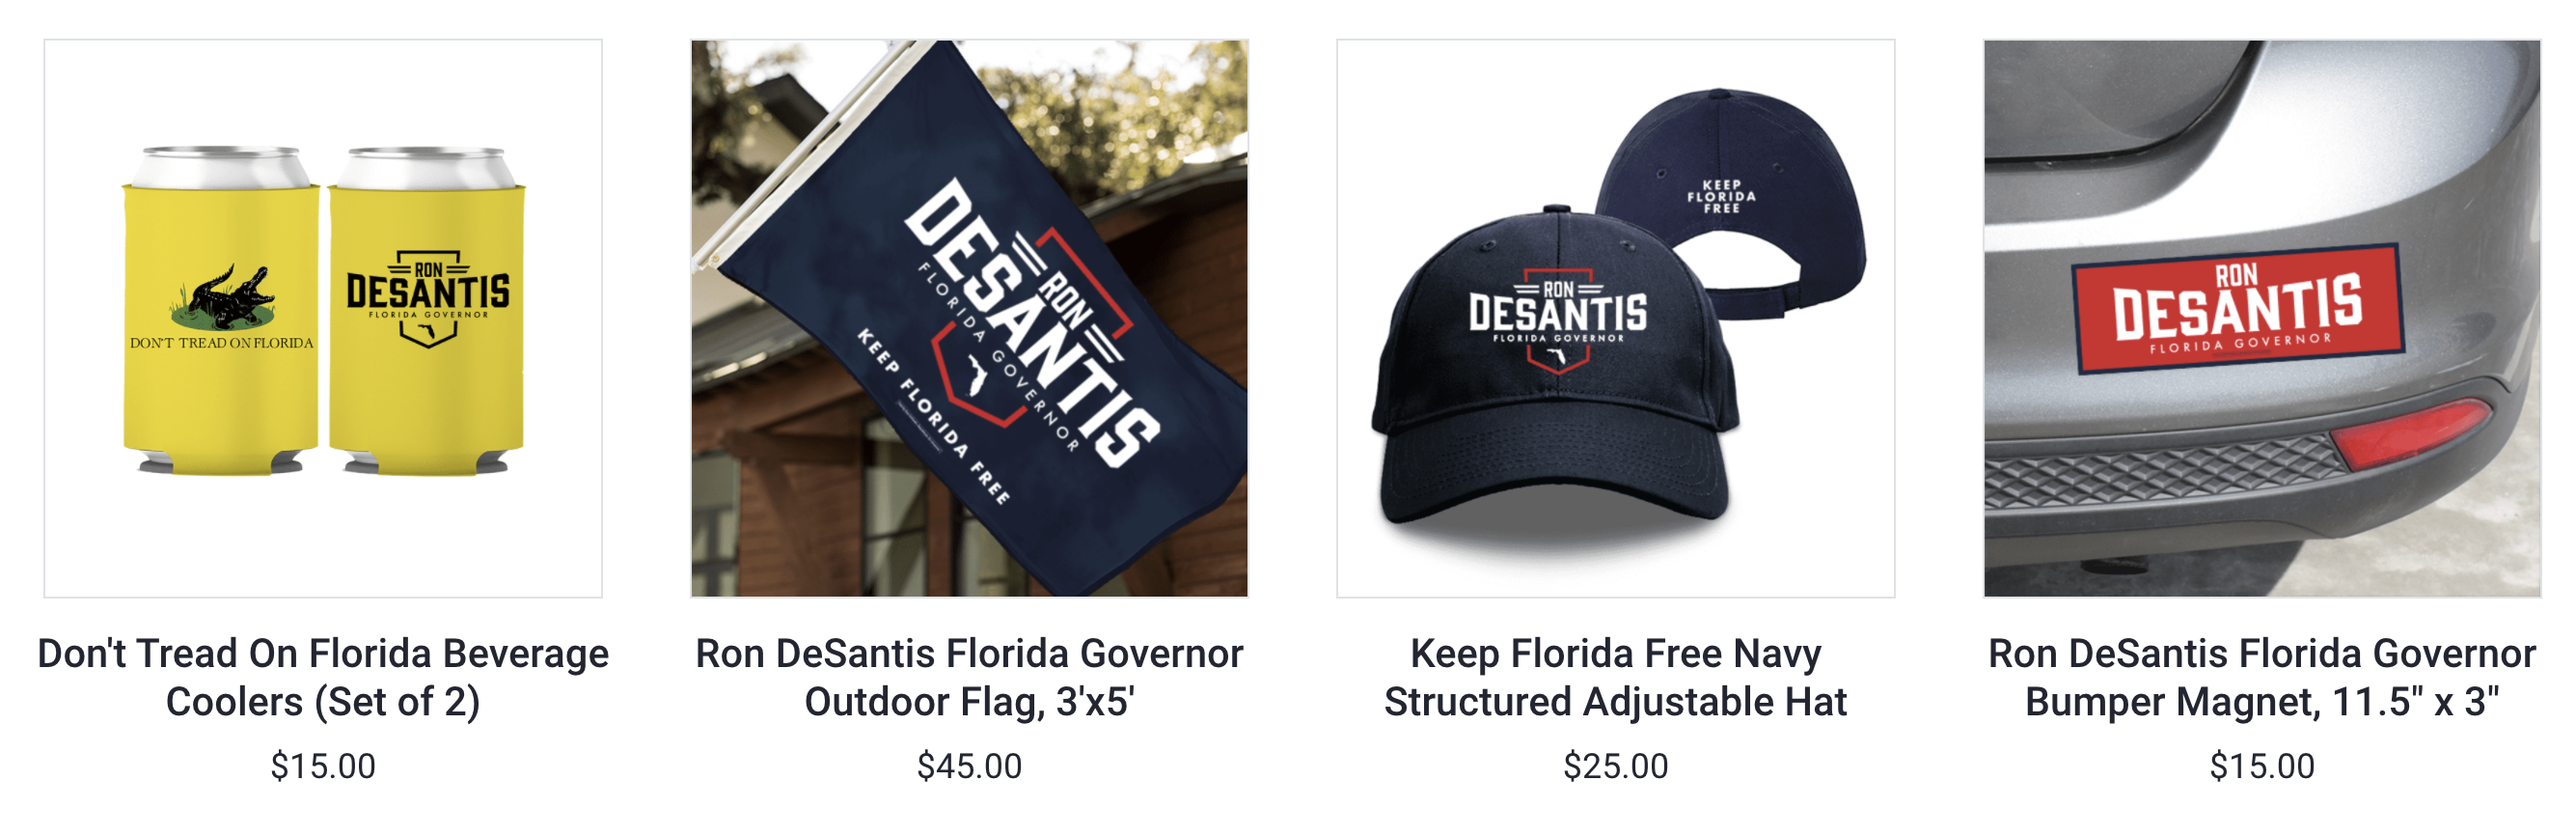 DON'T TREAD ON FLORIDA
RON
DESANTIS
FLORIDA GOVERNOR
RON
DESANTIS
FLORIDA GOVERNOR
KEEP FLORIDA FREE
KEEP
FLORIDA
FREE
RON
DESANTIS
FLORIDA GOVERNOR
RON
DESANTIS
FLORIDA GOVERNOR
Don't Tread On Florida Beverage
Coolers (Set of 2)
$15.00
Ron DeSantis Florida Governor
Outdoor Flag, 3'x5'
$45.00
Keep Florida Free Navy
Structured Adjustable Hat
$25.00
Ron DeSantis Florida Governor
Bumper Magnet, 11.5" x 3"
$15.00